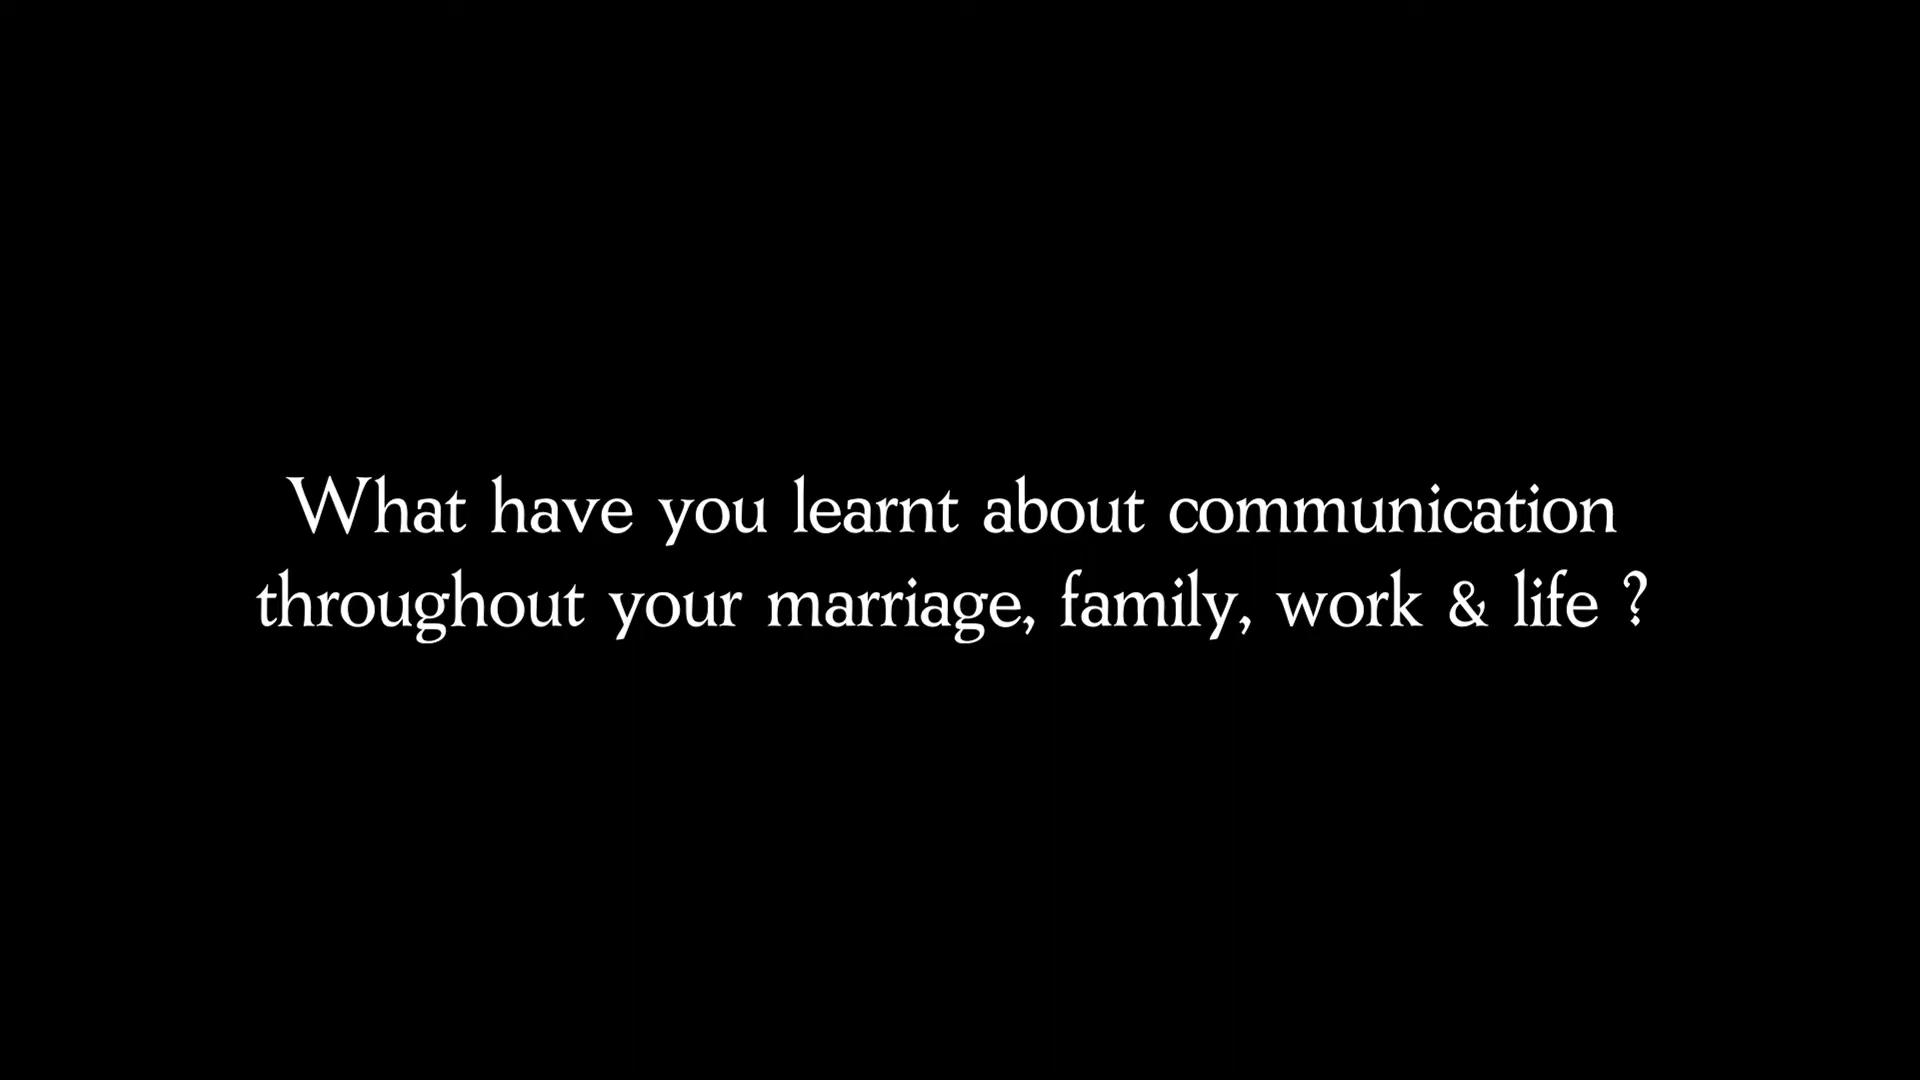 What have you learnt about communication
throughout your marriage, family, work & life ?